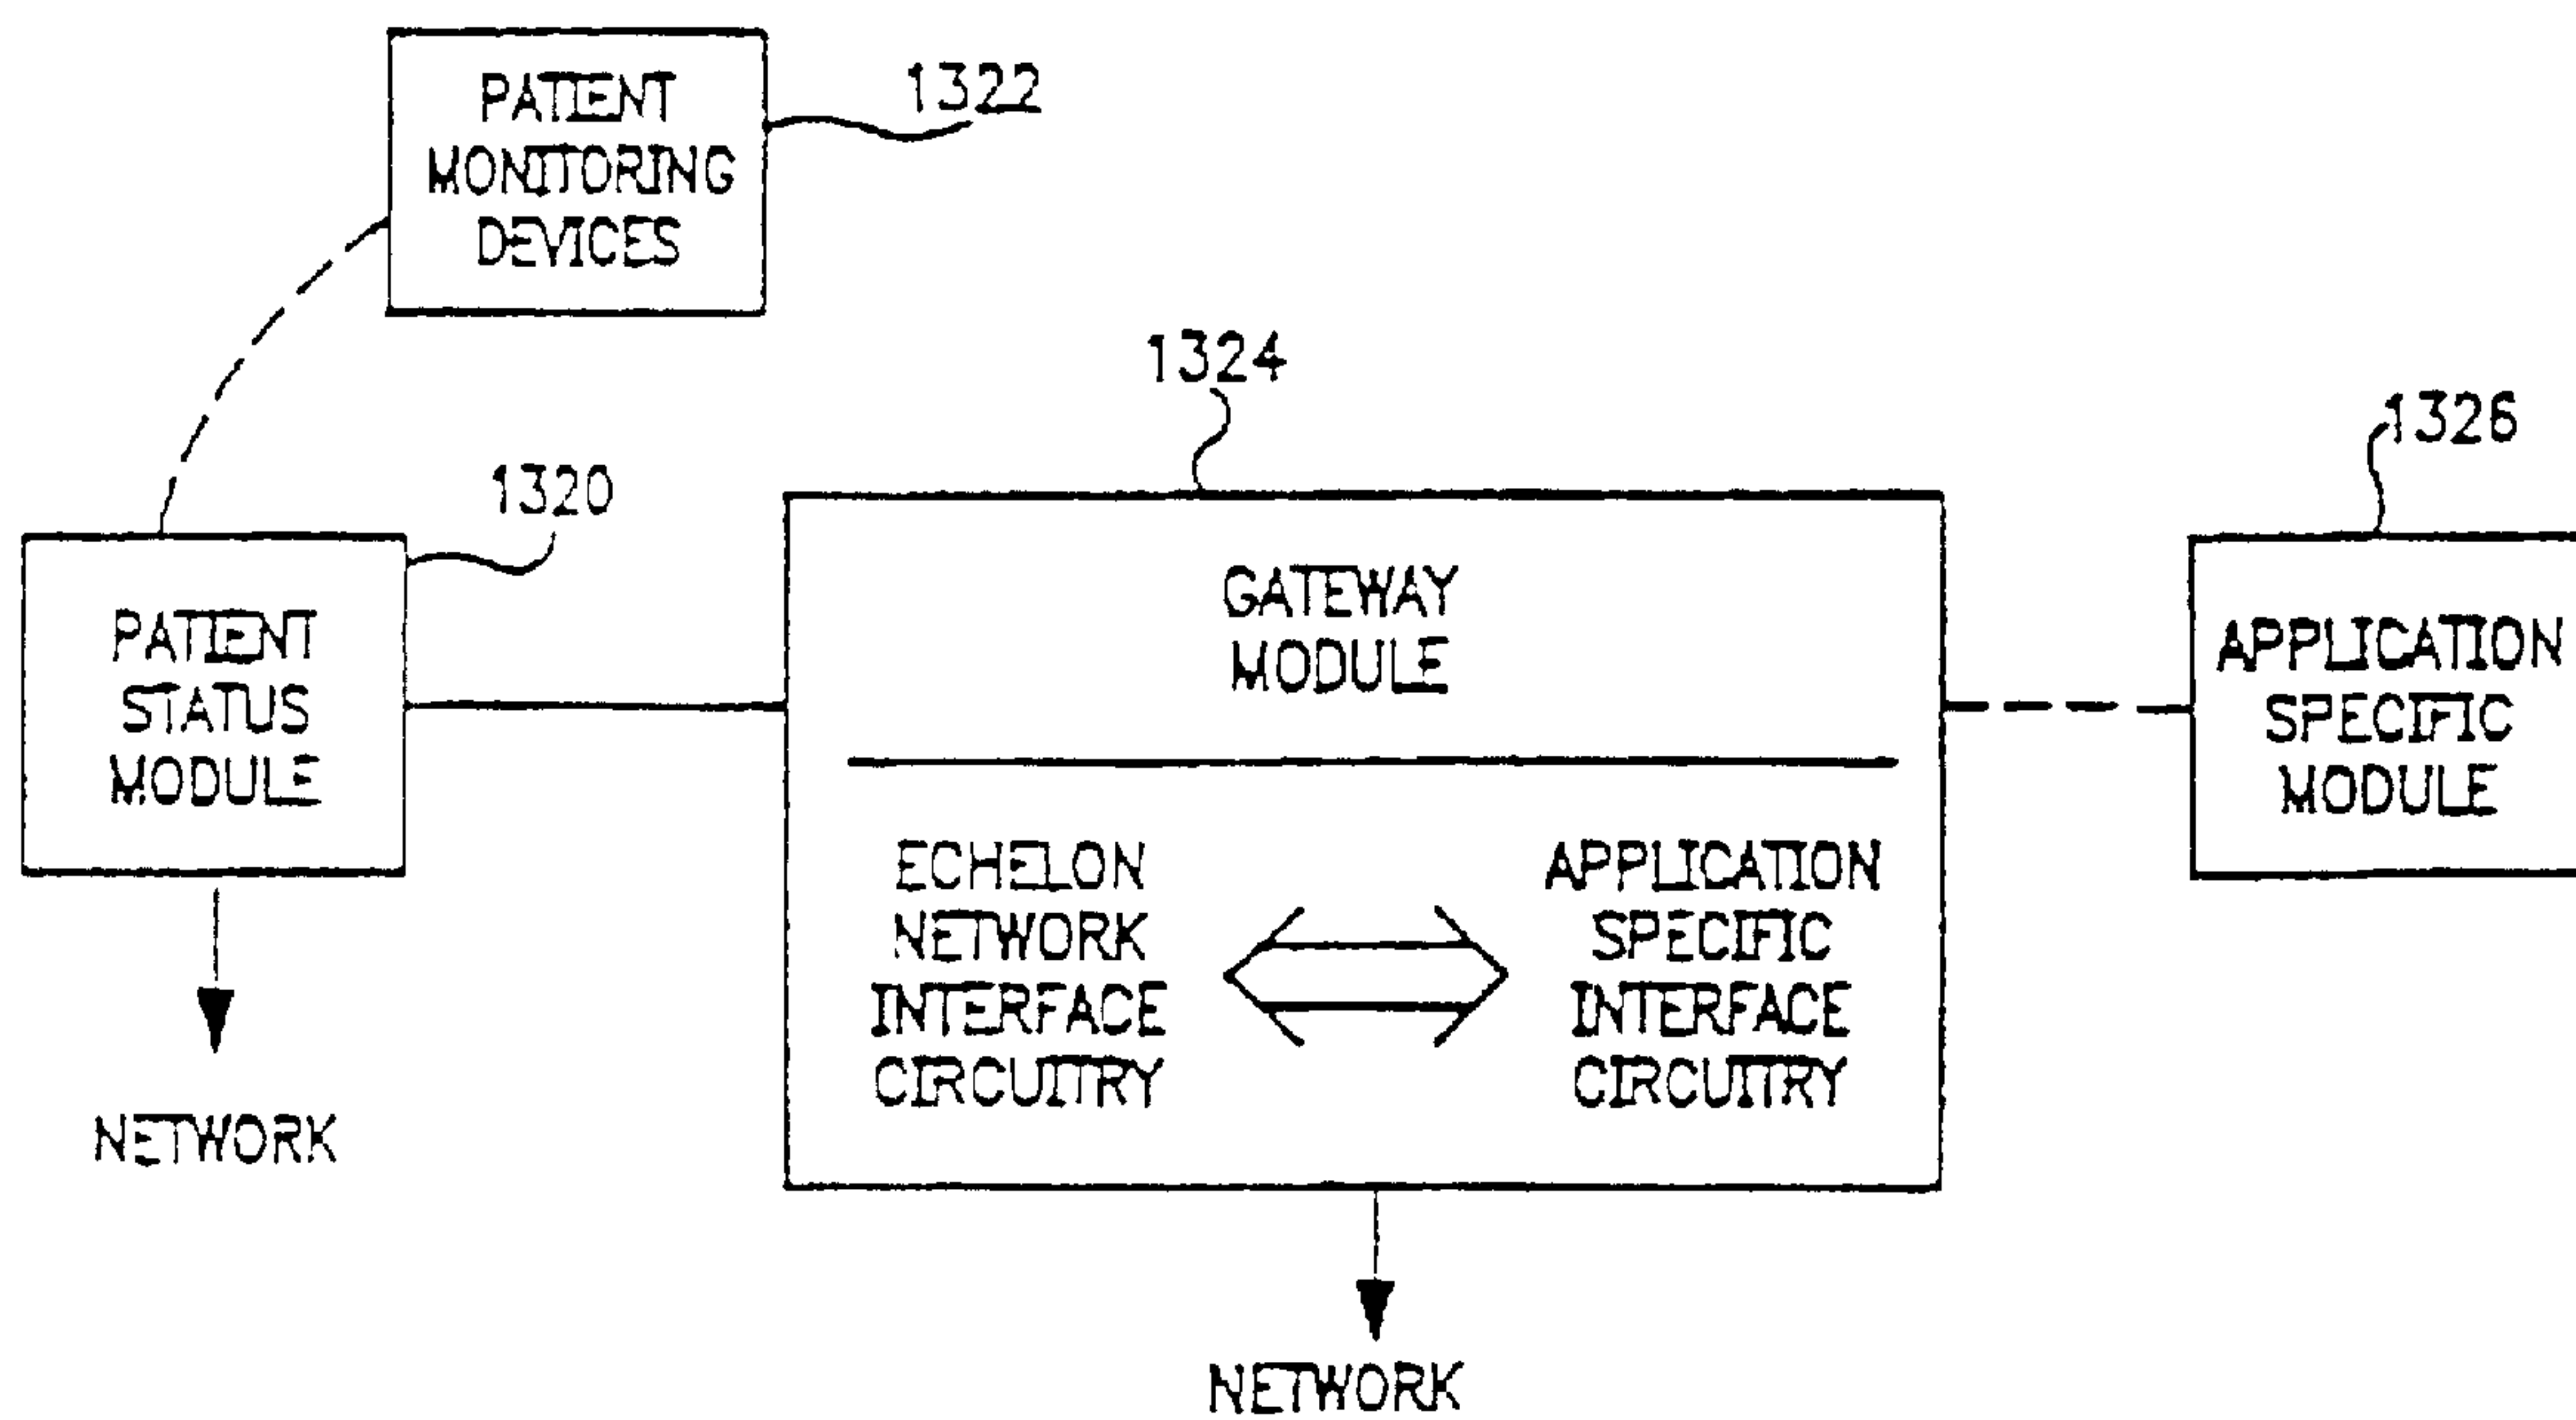 PATIENT
MONITORING
DEVICES
1322
1324
1326
1320
PATIENT
STATUS
MODULE
GATEWAY
MODULE
APPLICATION
SPECIFIC
MODULE
ECHELON
NETWORK
INTERFACE
CIRCUITRY
APPLICATION
SPECIFIC
INTERFACE
CIRCUITRY
NETWORK
NETWORK